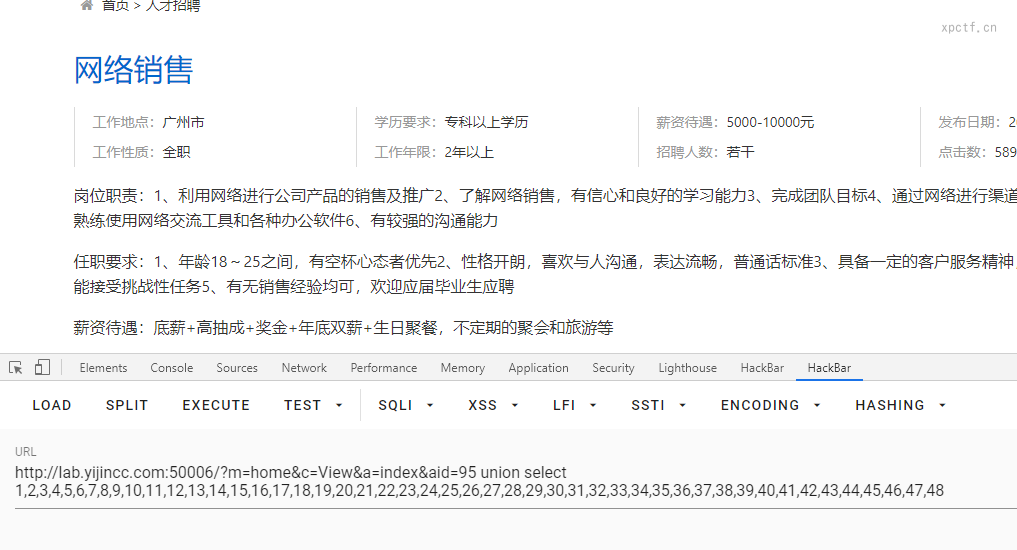 首页 > 人才招聘
xpctf.cn
网络销售
工作地点：广州市 学历要求：专科以上学历 薪资待遇：5000-10000元 发布日期：
工作性质：全职 工作年限：2年以上 招聘人数：若干 点击数：589
岗位职责：1、利用网络进行公司产品的销售及推广2、了解网络销售，有信心和良好的学习能力3、完成团队目标4、通过网络进行渠道
熟练使用网络交流工具和各种办公软件6、有较强的沟通能力
任职要求：1、年龄18～25之间，有空杯心态者优先2、性格开朗，喜欢与人沟通，表达流畅，普通话标准3、具备一定的客户服务精神，
能接受挑战性任务5、有无销售经验均可，欢迎应届毕业生应聘
薪资待遇：底薪+高抽成+奖金+年底双薪+生日聚餐，不定期的聚会和旅游等
Elements Console Sources Network Performance Memory Application Security Lighthouse HackBar HackBar
LOAD SPLIT EXECUTE TEST SQLI XSS LFI SSTI ENCODING HASHING
URL
http://lab.yijincc.com:50006/?m=home&c=View&a=index&aid=95 union select
1,2,3,4,5,6,7,8,9,10,11,12,13,14,15,16,17,18,19,20,21,22,23,24,25,26,27,28,29,30,31,32,33,34,35,36,37,38,39,40,41,42,43,44,45,46,47,48